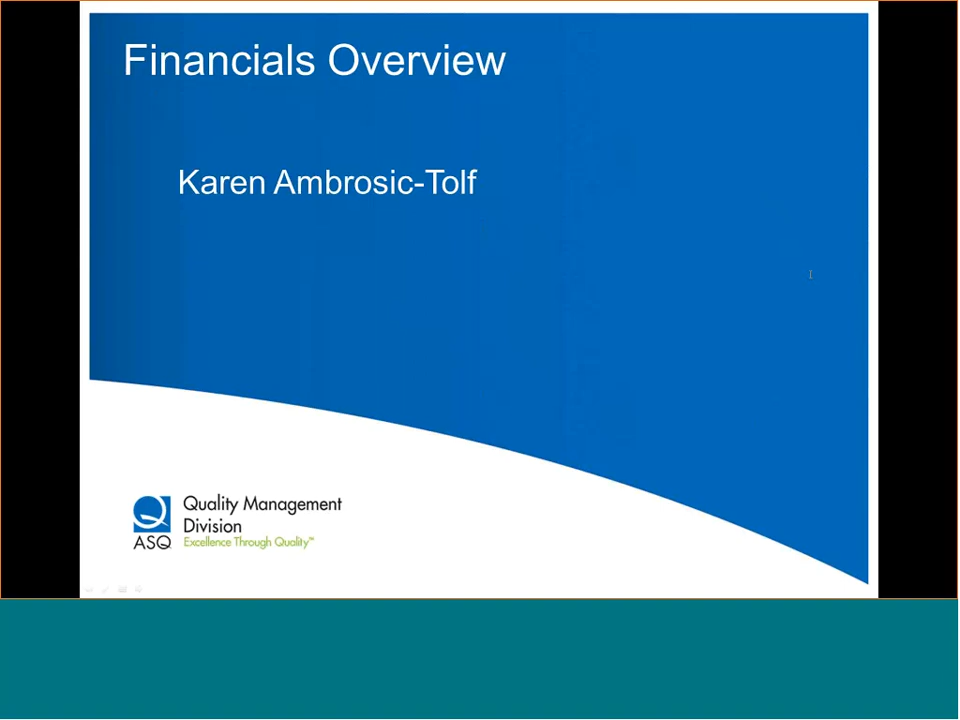 Financials Overview
Karen Ambrosic-Tolf
Quality Management
Division
ASQ
Excellence Through Quality™